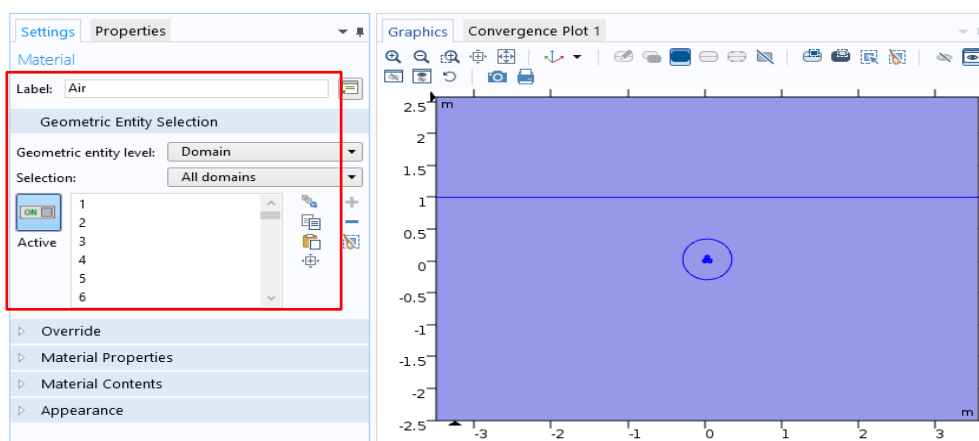 Settings Properties
Material
Label: Air
Geometric Entity Selection
Geometric entity level: Domain
Selection: All domains
ON
Active
1
2
3
4
5
6
Override
Material Properties
Material Contents
Appearance
Graphics Convergence Plot 1
m
2.5
2
1.5
1
0.5
0
-0.5
-1
-1.5
-2
-2.5
-3 -2 -1 0 1 2 3
m